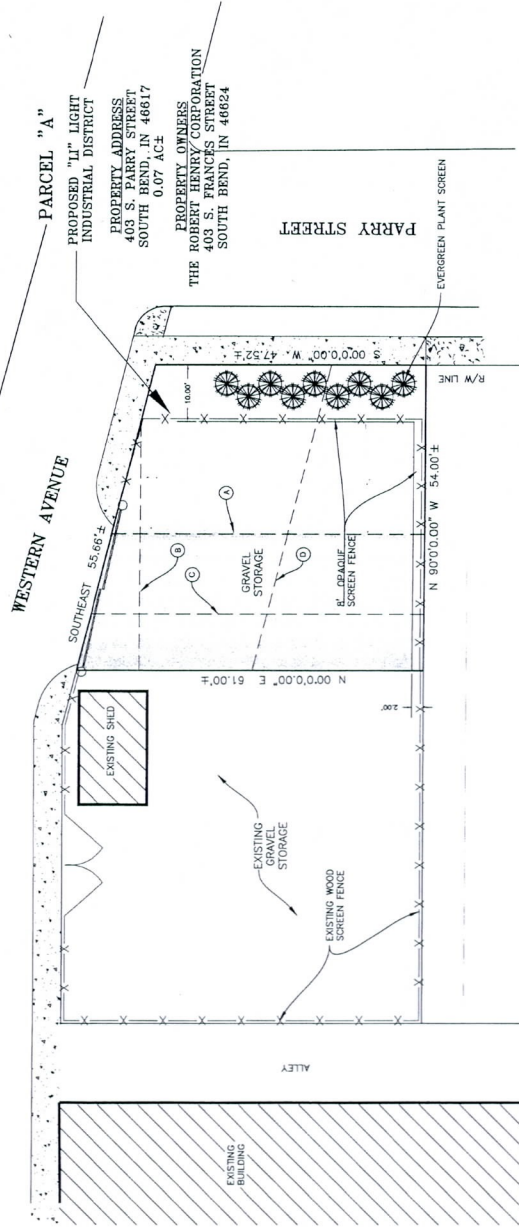 WESTERN AVENUE
PARCEL "A"
PROPOSED "LI" LIGHT
INDUSTRIAL DISTRICT
PROPERTY ADDRESS
403 S. PARRY STREET
SOUTH BEND, IN 46617
0.07 AC±
PROPERTY OWNERS
THE ROBERT HENRY CORPORATION
403 S. FRANCES STREET
SOUTH BEND, IN 46624
PARRY STREET
EVERGREEN PLANT SCREEN
SOUTHEAST 55.66'±
S 00°0'0.00" W 47.52'±
10.00'
R/W LINE
A
B
C
D
GRAVEL
STORAGE
8' OPAQUE
SCREEN FENCE
N 90°0'0.00" W 54.00'±
N 00°0'0.00" E 61.00'±
2.00'
EXISTING SHED
EXISTING
GRAVEL
STORAGE
EXISTING WOOD
SCREEN FENCE
ALLEY
EXISTING
BUILDING